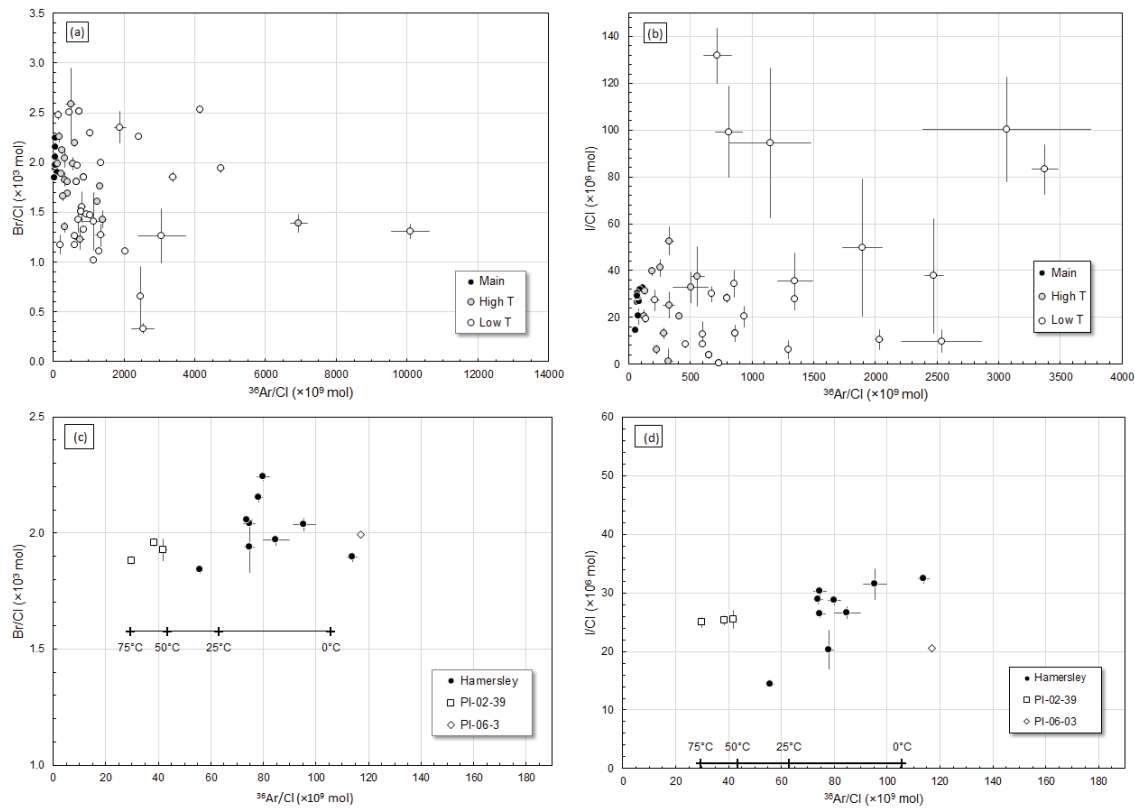 (a)
Br/Cl (×10³ mol)
3.5
3.0
2.5
2.0
1.5
1.0
0.5
0.0
0
2000
4000
6000
8000
10000
12000
14000
³⁶Ar/Cl (×10⁹ mol)
Main
High T
Low T
(b)
I/Cl (×10⁶ mol)
140
120
100
80
60
40
20
0
0
500
1000
1500
2000
2500
3000
3500
4000
³⁶Ar/Cl (×10⁹ mol)
Main
High T
Low T
(c)
Br/Cl (×10³ mol)
2.5
2.0
1.5
1.0
75°C
50°C
25°C
0°C
0
20
40
60
80
100
120
140
160
180
³⁶Ar/Cl (×10⁹ mol)
Hamersley
PI-02-39
PI-06-3
(d)
I/Cl (×10⁶ mol)
60
50
40
30
20
10
0
75°C
50°C
25°C
0°C
0
20
40
60
80
100
120
140
160
180
³⁶Ar/Cl (×10⁹ mol)
Hamersley
PI-02-39
PI-06-03